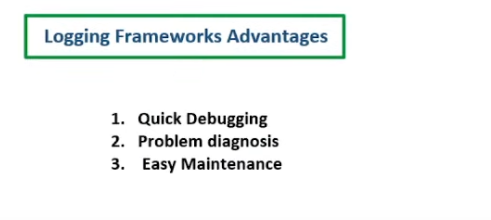 Logging Frameworks Advantages
1. Quick Debugging
2. Problem diagnosis
3. Easy Maintenance